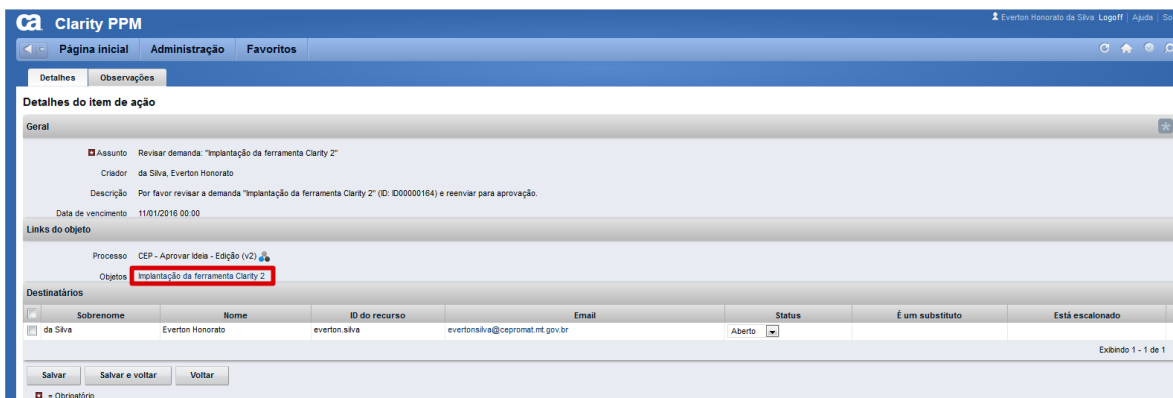 ca Clarity PPM
Everton Honorato da Silva Logoff | Ajuda | So
Página inicial Administração Favoritos
Detalhes Observações
Detalhes do item de ação
Geral
Assunto Revisar demanda: "Implantação da ferramenta Clarity 2"
Criador da Silva, Everton Honorato
Descrição Por favor revisar a demanda "Implantação da ferramenta Clarity 2" (ID: ID00000164) e reenviar para aprovação.
Data de vencimento 11/01/2016 00:00
Links do objeto
Processo CEP - Aprovar Ideia - Edição (v2)
Objetos Implantação da ferramenta Clarity 2
Destinatários
Sobrenome Nome ID do recurso Email Status É um substituto Está escalonado
da Silva Everton Honorato everton.silva evertonsilva@cepromat.mt.gov.br Aberto
Exibindo 1 - 1 de 1
Salvar Salvar e voltar Voltar
= Obrigatório